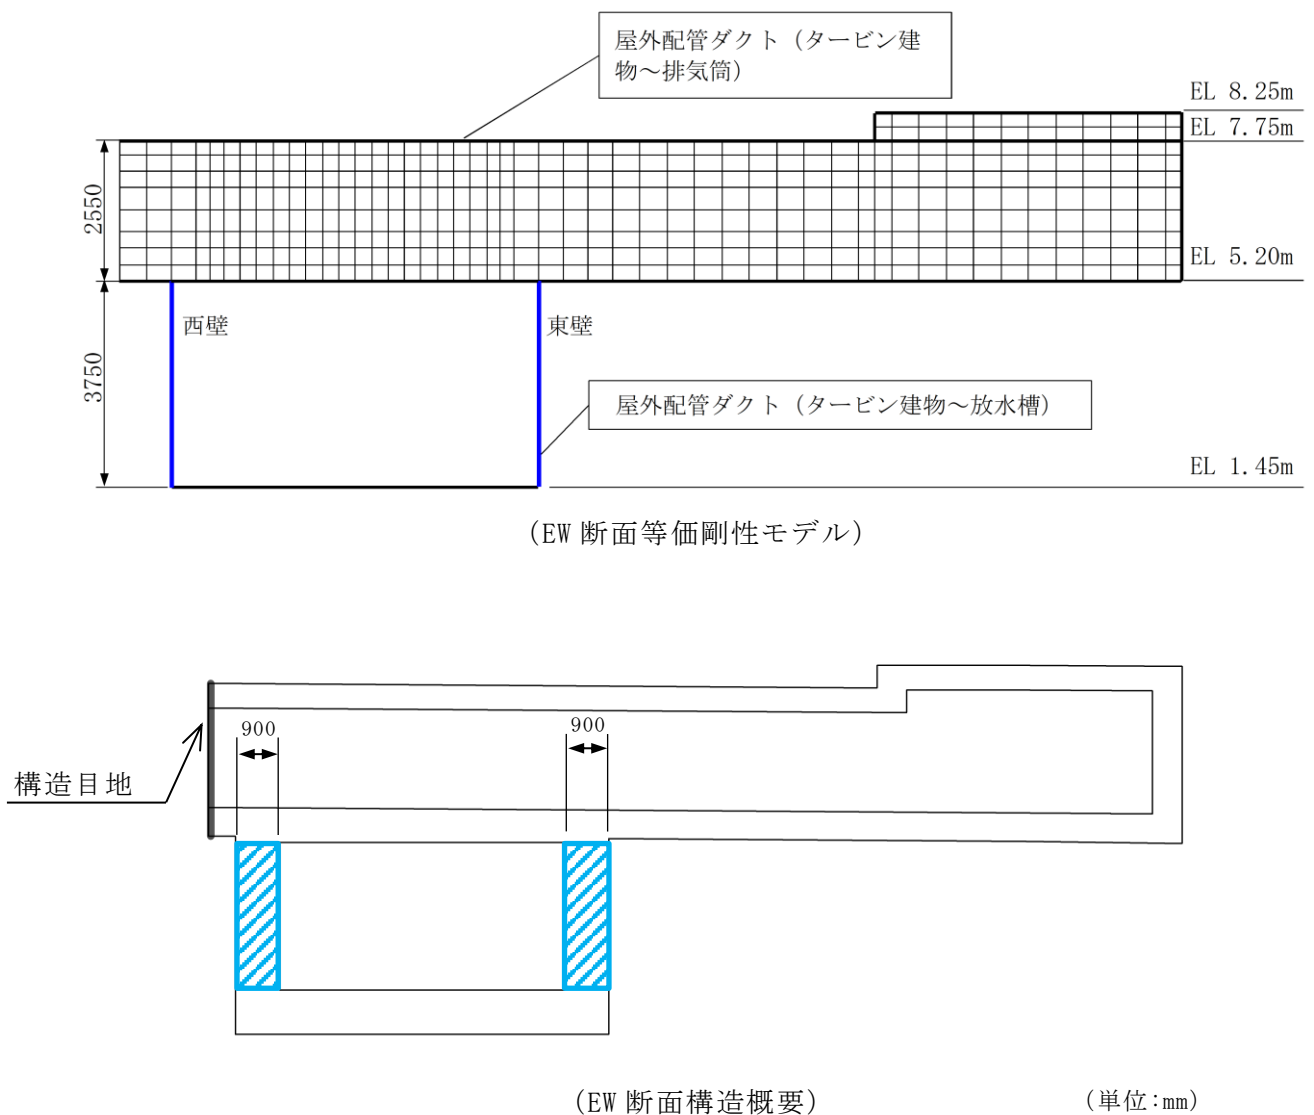 屋外配管ダクト（タービン建
物～排気筒）
EL 8.25m
EL 7.75m
2550
EL 5.20m
西壁
東壁
3750
屋外配管ダクト（タービン建物～放水槽）
EL 1.45m
（EW 断面等価剛性モデル）
900
900
構造目地
（EW 断面構造概要）
（単位:mm）